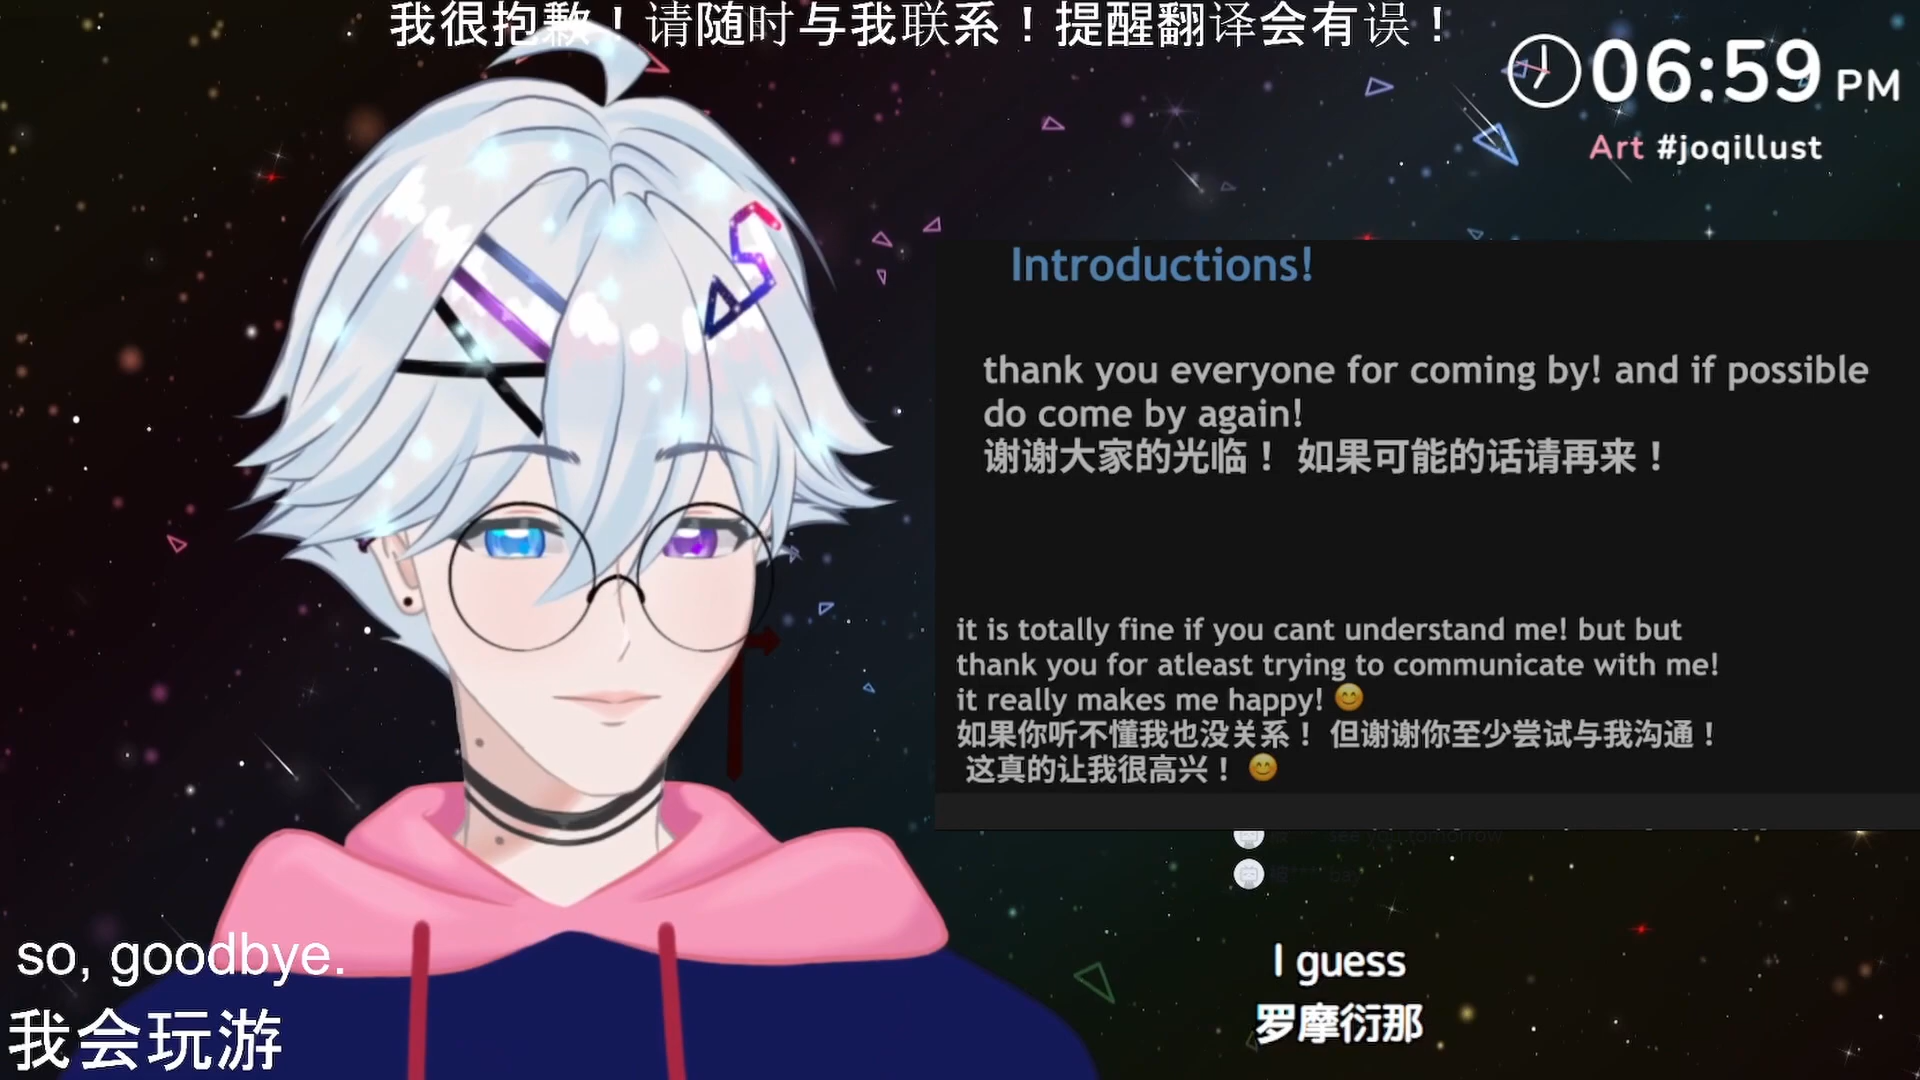 我很抱歉！请随时与我联系！提醒翻译会有误！
06:59 PM
Art #joqillust
Introductions!
thank you everyone for coming by! and if possible
do come by again!
谢谢大家的光临！ 如果可能的话请再来！
it is totally fine if you cant understand me! but but
thank you for atleast trying to communicate with me!
it really makes me happy! 😊
如果你听不懂我也没关系！ 但谢谢你至少尝试与我沟通！
这真的让我很高兴！ 😊
see you tomorrow
so, goodbye.
我会玩游
I guess
罗摩衍那